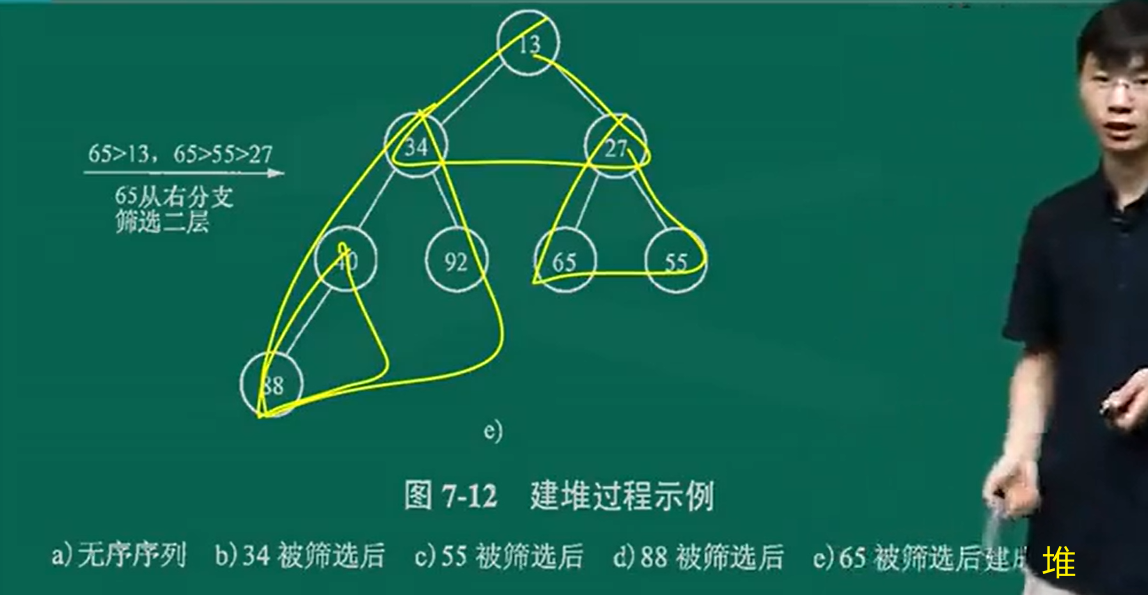 13
34 27
65>13, 65>55>27
65从右分支
筛选二层
40 92 65 55
88
e)
图 7-12 建堆过程示例
a)无序序列 b)34 被筛选后 c)55 被筛选后 d)88 被筛选后 e)65 被筛选后建 堆